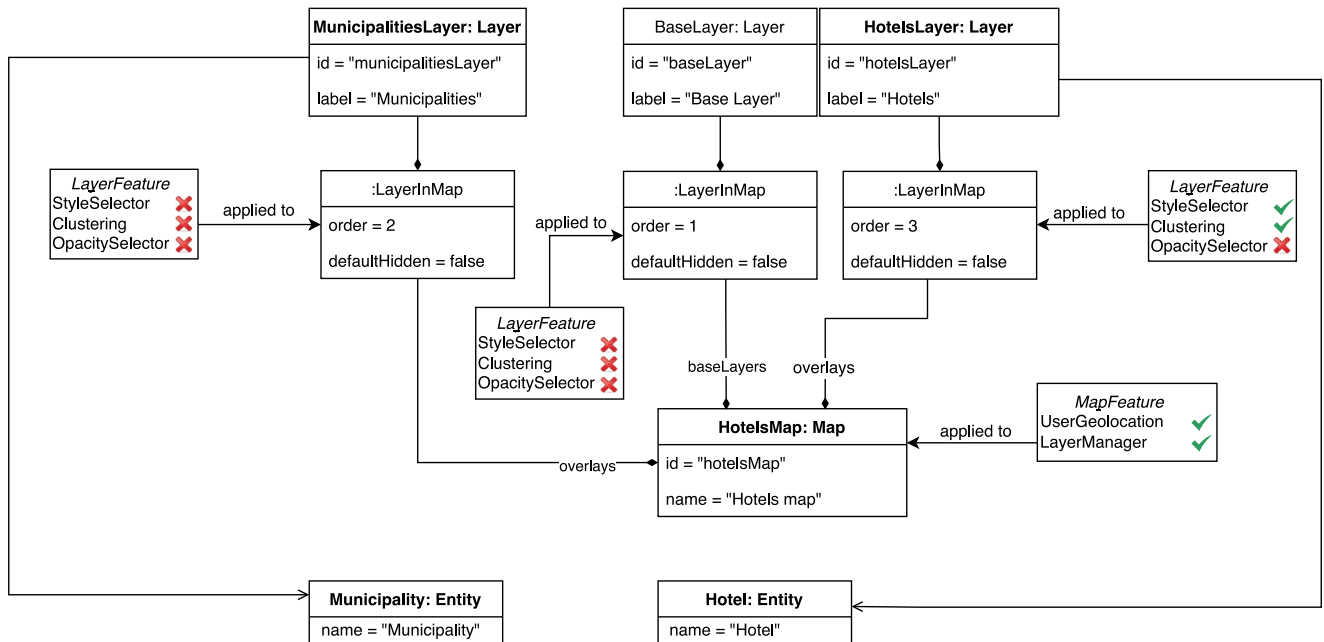 MunicipalitiesLayer: Layer
id = "municipalitiesLayer"
label = "Municipalities"
BaseLayer: Layer
id = "baseLayer"
label = "Base Layer"
HotelsLayer: Layer
id = "hotelsLayer"
label = "Hotels"
LayerFeature
StyleSelector
Clustering
OpacitySelector
applied to
:LayerInMap
order = 2
defaultHidden = false
applied to
:LayerInMap
order = 1
defaultHidden = false
:LayerInMap
order = 3
defaultHidden = false
applied to
LayerFeature
StyleSelector
Clustering
OpacitySelector
LayerFeature
StyleSelector
Clustering
OpacitySelector
baseLayers
overlays
overlays
HotelsMap: Map
id = "hotelsMap"
name = "Hotels map"
applied to
MapFeature
UserGeolocation
LayerManager
Municipality: Entity
name = "Municipality"
Hotel: Entity
name = "Hotel"